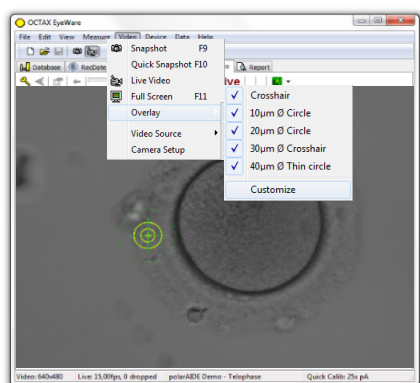 OCTAX EyeWare
File Edit View Measure Video Device Data Help
Database RecDate Report
Snapshot F9
Quick Snapshot F10
Live Video
Full Screen F11
Overlay
Video Source
Camera Setup
Crosshair
10µm Ø Circle
20µm Ø Circle
30µm Ø Crosshair
40µm Ø Thin circle
Customize
Video: 640x480 Live: 15,00fps, 0 dropped polarAIDE Demo - Telophase Quick Calib: 25x pA